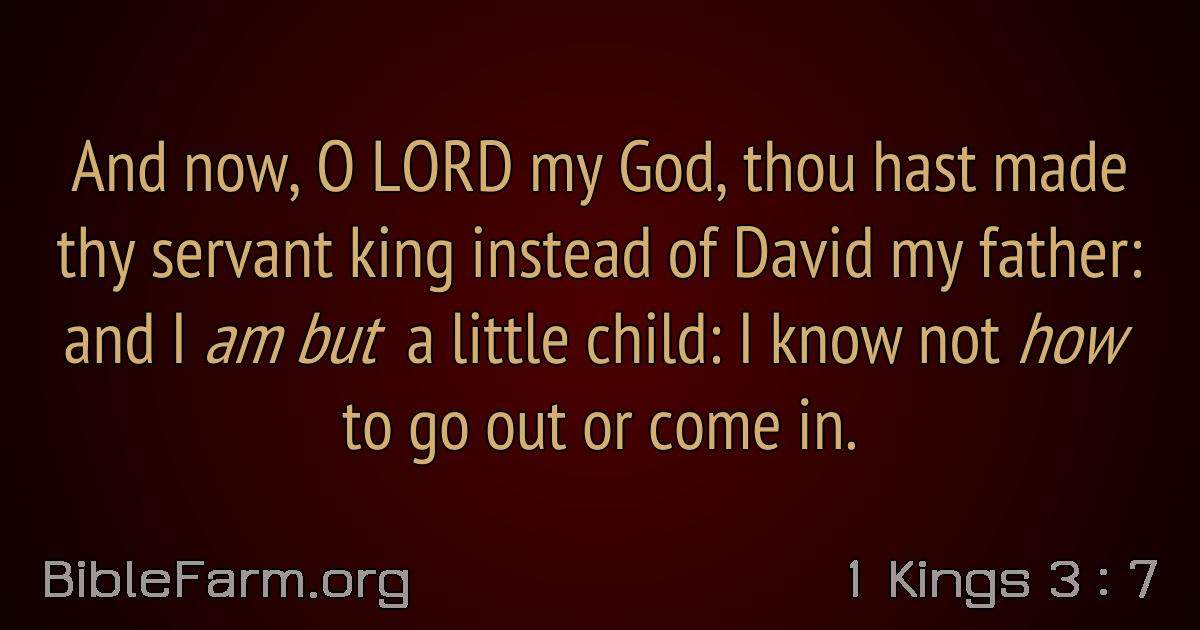 And now, O LORD my God, thou hast made
thy servant king instead of David my father:
and I am but a little child: I know not how
to go out or come in.
BibleFarm.org
1 Kings 3 : 7